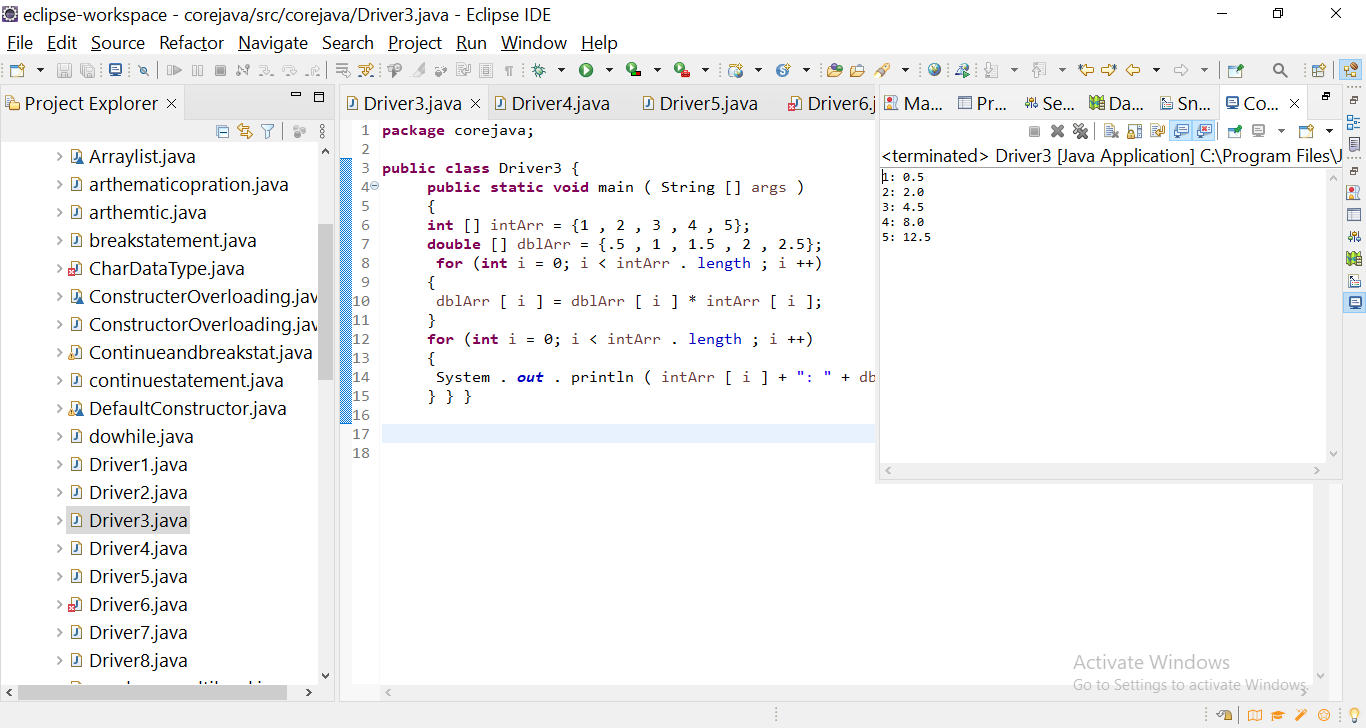 eclipse-workspace - corejava/src/corejava/Driver3.java - Eclipse IDE
File Edit Source Refactor Navigate Search Project Run Window Help
Project Explorer
Arraylist.java
arthematicopration.java
arthemtic.java
breakstatement.java
CharDataType.java
ConstructerOverloading.jav
ConstructorOverloading.jav
Continueandbreakstat.java
continuestatement.java
DefaultConstructor.java
dowhile.java
Driver1.java
Driver2.java
Driver3.java
Driver4.java
Driver5.java
Driver6.java
Driver7.java
Driver8.java
Driver3.java Driver4.java Driver5.java Driver6.j
1 package corejava;
2
3 public class Driver3 {
4 public static void main ( String [] args )
5 {
6 int [] intArr = {1 , 2 , 3 , 4 , 5};
7 double [] dblArr = {.5 , 1 , 1.5 , 2 , 2.5};
8 for (int i = 0; i < intArr . length ; i ++)
9 {
10 dblArr [ i ] = dblArr [ i ] * intArr [ i ];
11 }
12 for (int i = 0; i < intArr . length ; i ++)
13 {
14 System . out . println ( intArr [ i ] + ": " + db
15 } } }
16
17
18
Ma... Pr... Se... Da... Sn... Co...
<terminated> Driver3 [Java Application] C:\Program Files\J
1: 0.5
2: 2.0
3: 4.5
4: 8.0
5: 12.5
Activate Windows
Go to Settings to activate Windows.